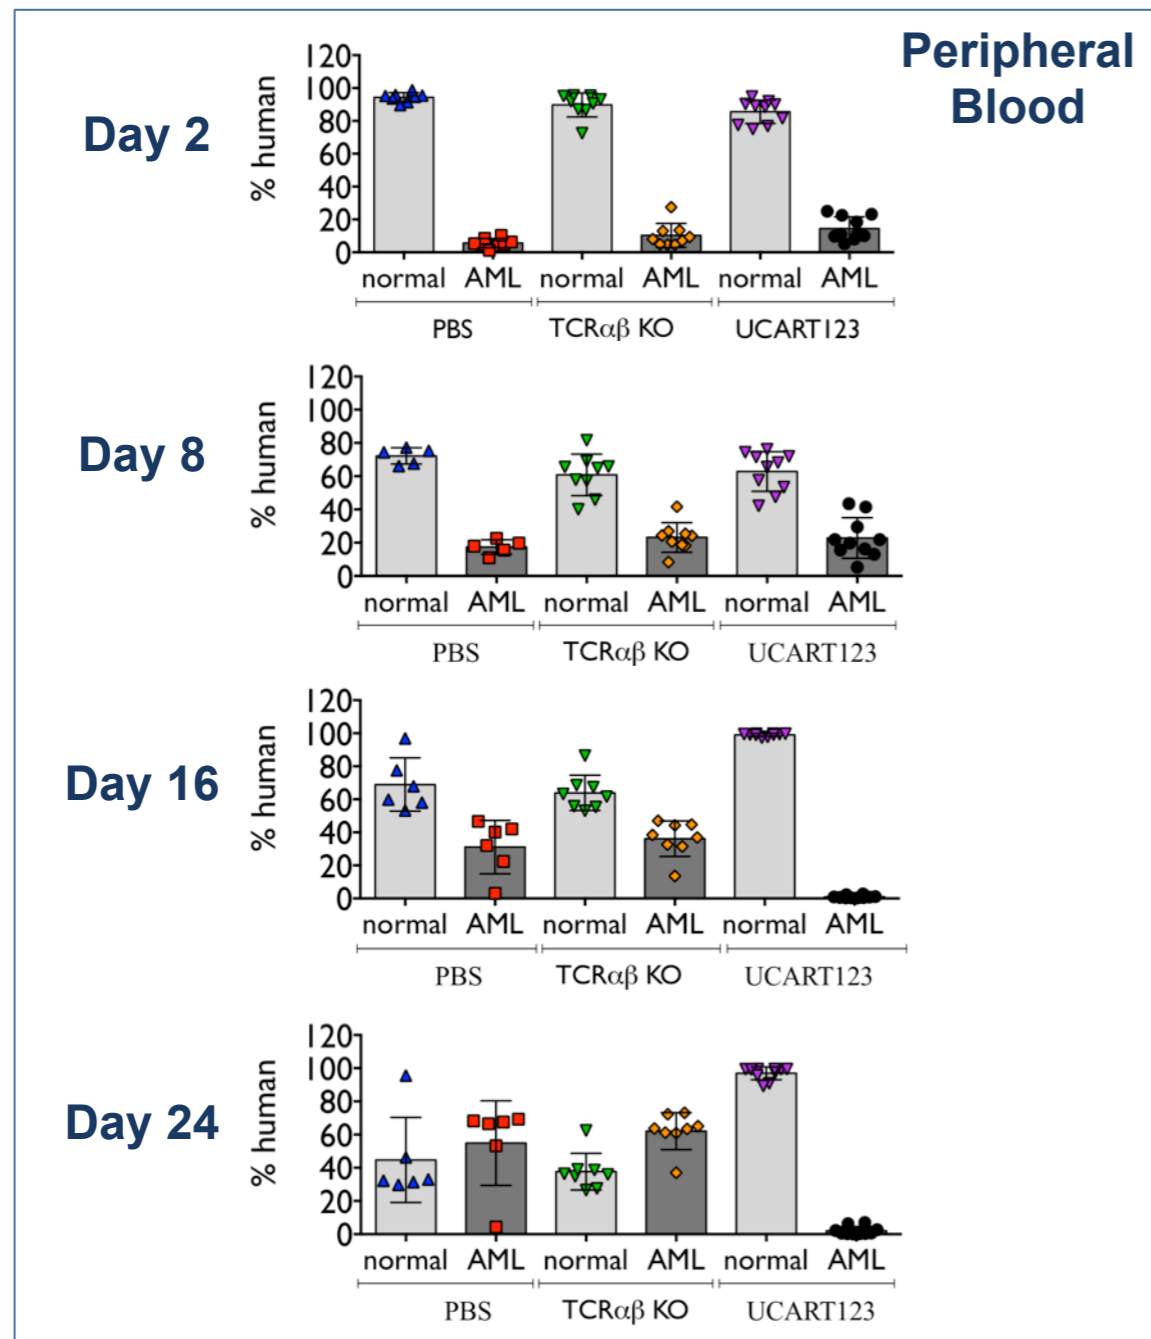 Peripheral
Blood
Day 2
% human
120
100
80
60
40
20
0
normal AML normal AML normal AML
PBS TCRαβ KO UCART123
Day 8
% human
120
100
80
60
40
20
0
normal AML normal AML normal AML
PBS TCRαβ KO UCART123
Day 16
% human
120
100
80
60
40
20
0
normal AML normal AML normal AML
PBS TCRαβ KO UCART123
Day 24
% human
120
100
80
60
40
20
0
normal AML normal AML normal AML
PBS TCRαβ KO UCART123